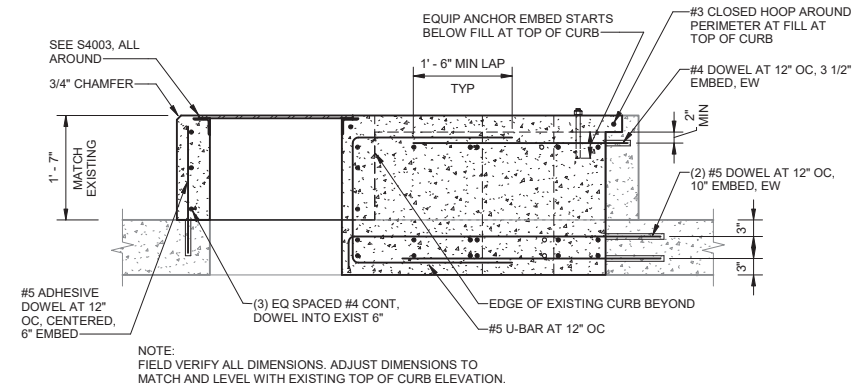 SEE S4003, ALL
AROUND
3/4" CHAMFER
EQUIP ANCHOR EMBED STARTS
BELOW FILL AT TOP OF CURB
1' - 6" MIN LAP
TYP
#3 CLOSED HOOP AROUND
PERIMETER AT FILL AT
TOP OF CURB
#4 DOWEL AT 12" OC, 3 1/2"
EMBED, EW
2"
MIN
1' - 7"
MATCH
EXISTING
(2) #5 DOWEL AT 12" OC,
10" EMBED, EW
3"
3"
#5 ADHESIVE
DOWEL AT 12"
OC, CENTERED,
6" EMBED
(3) EQ SPACED #4 CONT,
DOWEL INTO EXIST 6"
EDGE OF EXISTING CURB BEYOND
#5 U-BAR AT 12" OC
NOTE:
FIELD VERIFY ALL DIMENSIONS. ADJUST DIMENSIONS TO
MATCH AND LEVEL WITH EXISTING TOP OF CURB ELEVATION.